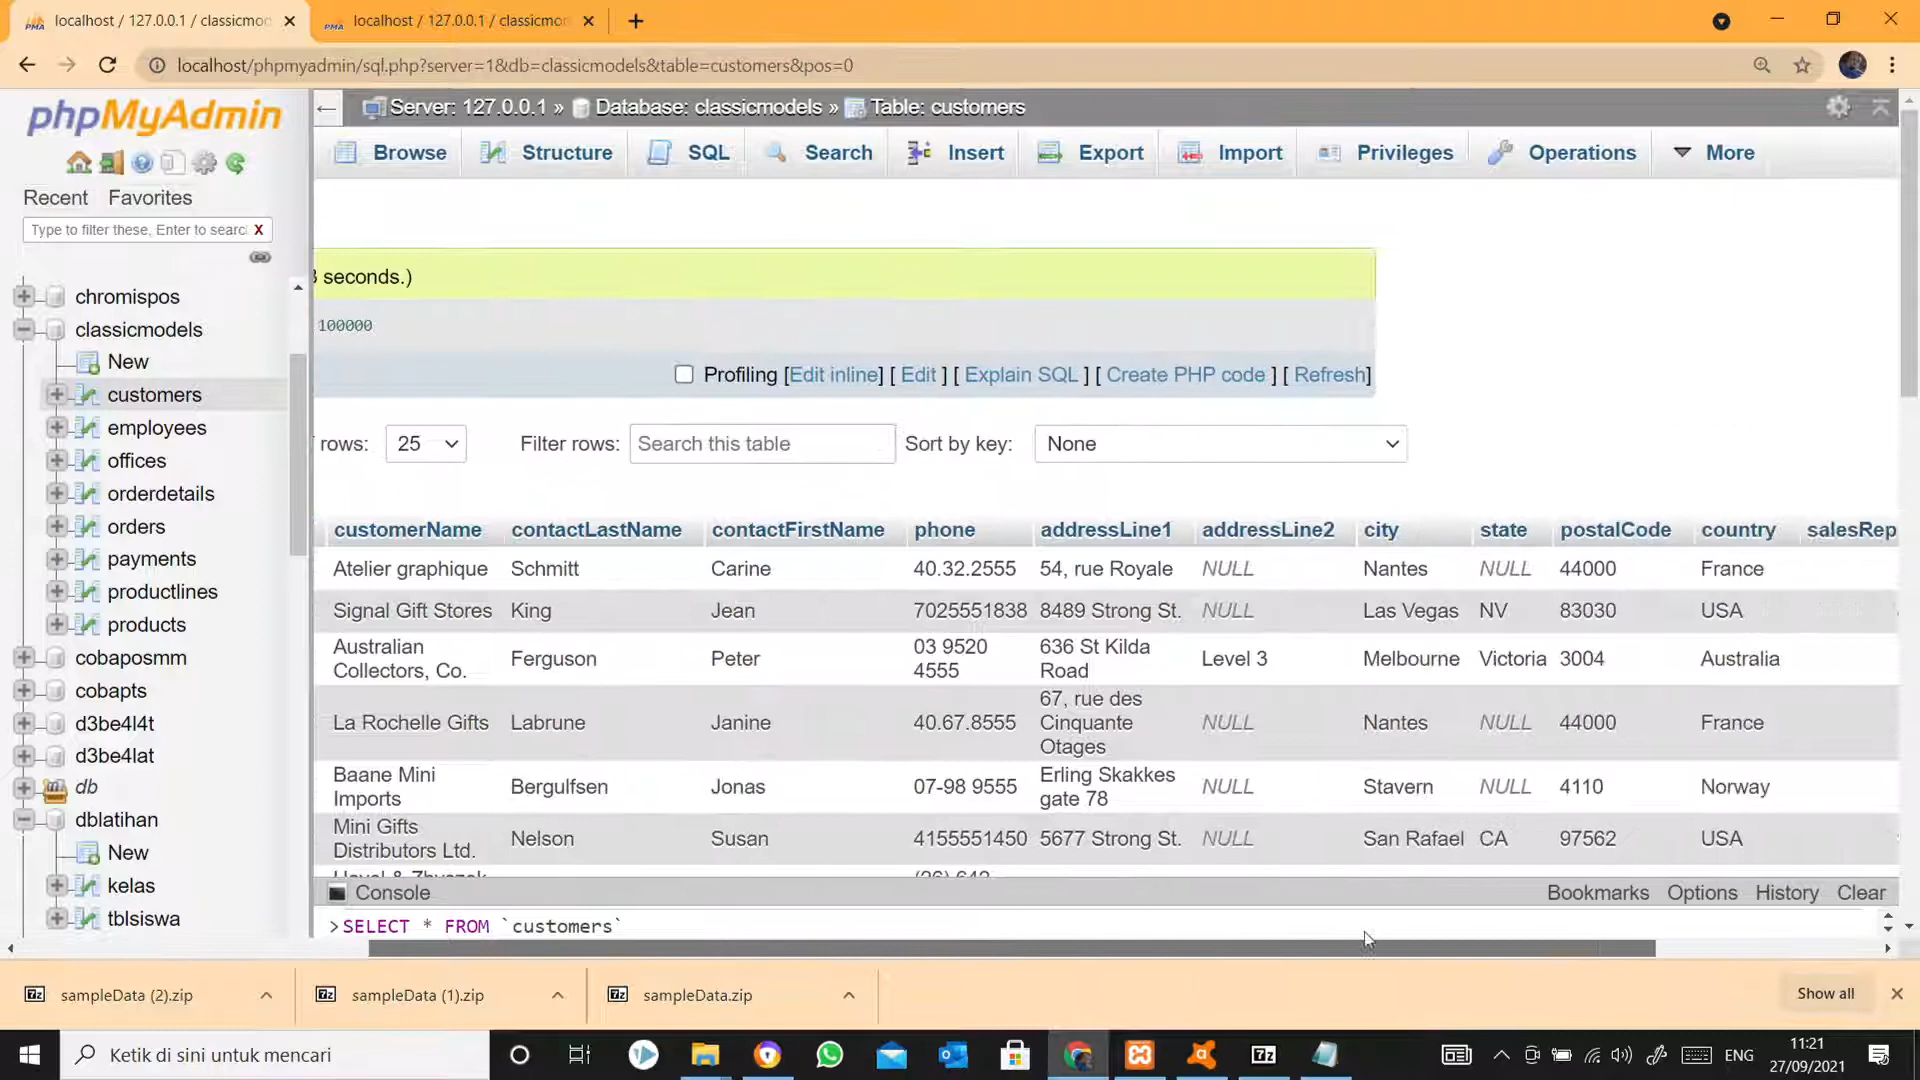 localhost / 127.0.0.1 / classicmod
localhost / 127.0.0.1 / classicmo
localhost/phpmyadmin/sql.php?server=1&db=classicmodels&table=customers&pos=0
phpMyAdmin
Recent Favorites
Type to filter these, Enter to searc X
chromispos
classicmodels
New
customers
employees
offices
orderdetails
orders
payments
productlines
products
cobaposmm
cobapts
d3be4l4t
d3be4lat
db
dblatihan
New
kelas
tblsiswa
Server: 127.0.0.1 » Database: classicmodels » Table: customers
Browse Structure SQL Search Insert Export Import Privileges Operations More
seconds.)
100000
Profiling [Edit inline] [ Edit ] [ Explain SQL ] [ Create PHP code ] [ Refresh]
rows: 25 Filter rows: Search this table Sort by key: None
customerName contactLastName contactFirstName phone addressLine1 addressLine2 city state postalCode country salesRep
Atelier graphique Schmitt Carine 40.32.2555 54, rue Royale NULL Nantes NULL 44000 France
Signal Gift Stores King Jean 7025551838 8489 Strong St. NULL Las Vegas NV 83030 USA
Australian Collectors, Co. Ferguson Peter 03 9520 4555 636 St Kilda Road Level 3 Melbourne Victoria 3004 Australia
La Rochelle Gifts Labrune Janine 40.67.8555 67, rue des Cinquante Otages NULL Nantes NULL 44000 France
Baane Mini Imports Bergulfsen Jonas 07-98 9555 Erling Skakkes gate 78 NULL Stavern NULL 4110 Norway
Mini Gifts Distributors Ltd. Nelson Susan 4155551450 5677 Strong St. NULL San Rafael CA 97562 USA
Console Bookmarks Options History Clear
>SELECT * FROM `customers`
sampleData (2).zip
sampleData (1).zip
sampleData.zip
Show all
Ketik di sini untuk mencari
ENG
11:21
27/09/2021